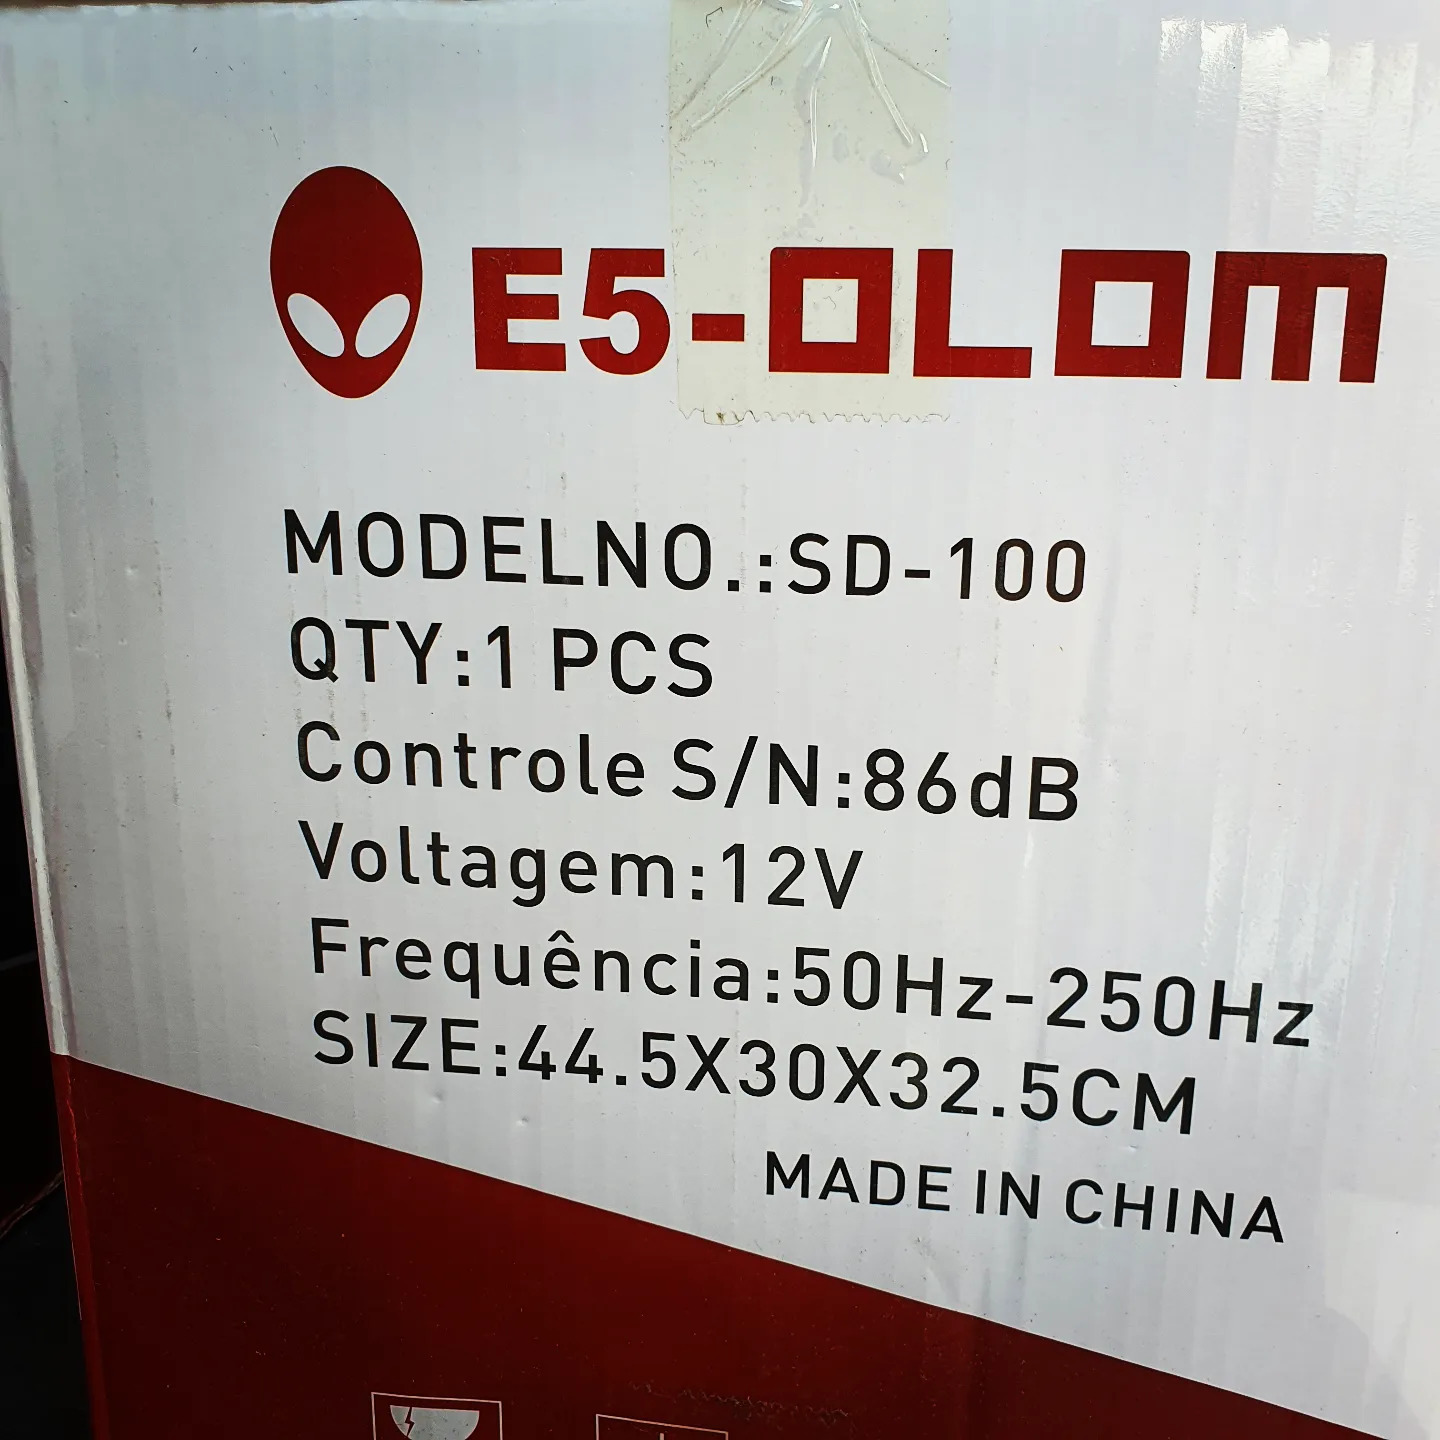 E5-OLOM
MODELNO.:SD-100
QTY:1 PCS
Controle S/N:86dB
Voltagem:12V
Frequência:50Hz-250Hz
SIZE:44.5X30X32.5CM
MADE IN CHINA